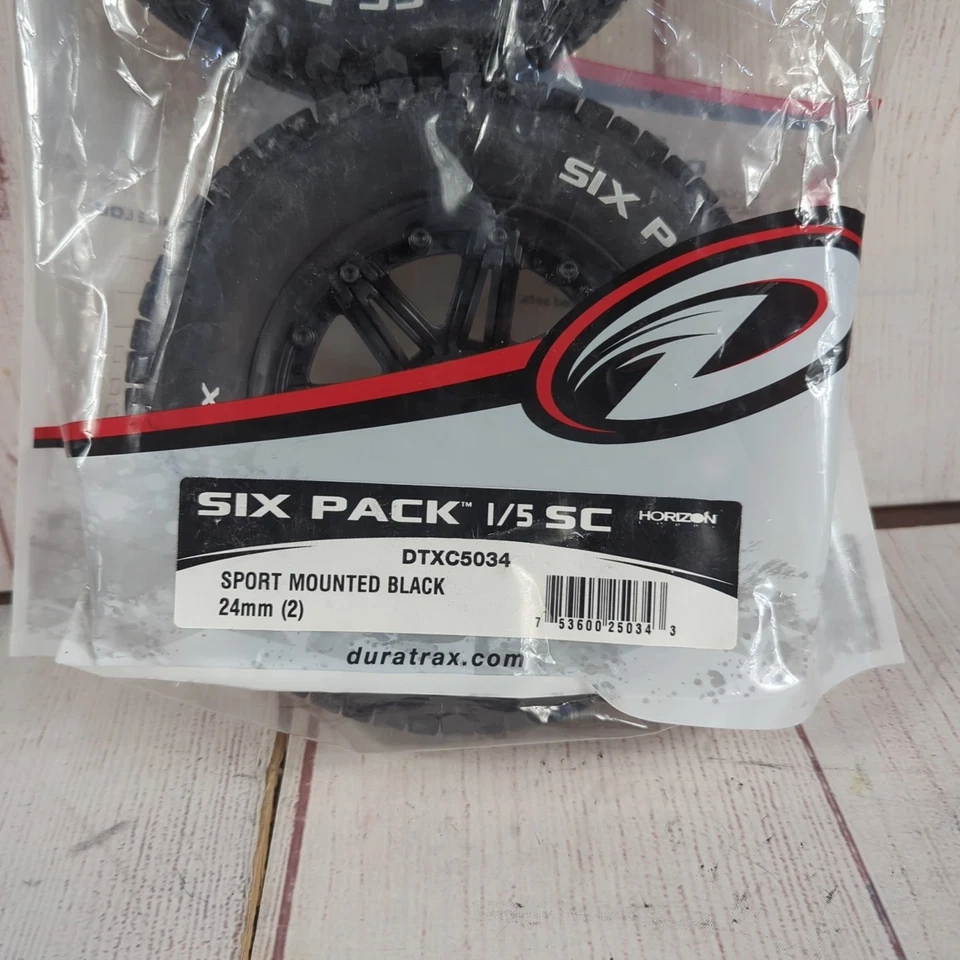 SIX P
X
SIX PACK™ 1/5 SC HORIZON
DTXC5034
SPORT MOUNTED BLACK
24mm (2)
7 53600 25034 3
duratrax.com